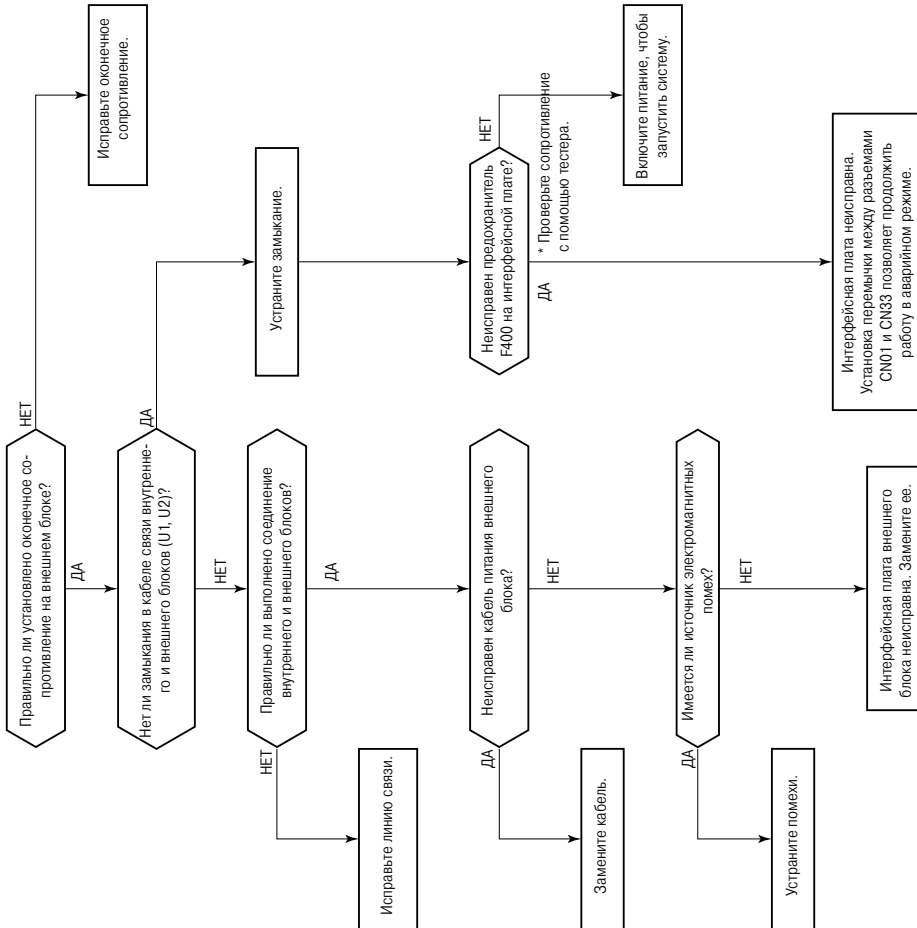 Правильно ли установлено оконечное со-
противление на внешнем блоке?
НЕТ
Исправьте оконечное
сопротивление.
ДА
Нет ли замыкания в кабеле связи внутренне-
го и внешнего блоков (U1, U2)?
ДА
Устраните замыкание.
НЕТ
Правильно ли выполнено соединение
внутреннего и внешнего блоков?
НЕТ
Исправьте линию связи.
ДА
Неисправен предохранитель
F400 на интерфейсной плате?
НЕТ
* Проверьте сопротивление
с помощью тестера.
ДА
Включите питание, чтобы
запустить систему.
Неисправен кабель питания внешнего
блока?
ДА
Замените кабель.
НЕТ
Имеется ли источник электромагнитных
помех?
ДА
Устраните помехи.
НЕТ
Интерфейсная плата внешнего
блока неисправна. Замените ее.
Интерфейсная плата неисправна.
Установка перемычки между разъемами
CN01 и CN33 позволяет продолжить
работу в аварийном режиме.